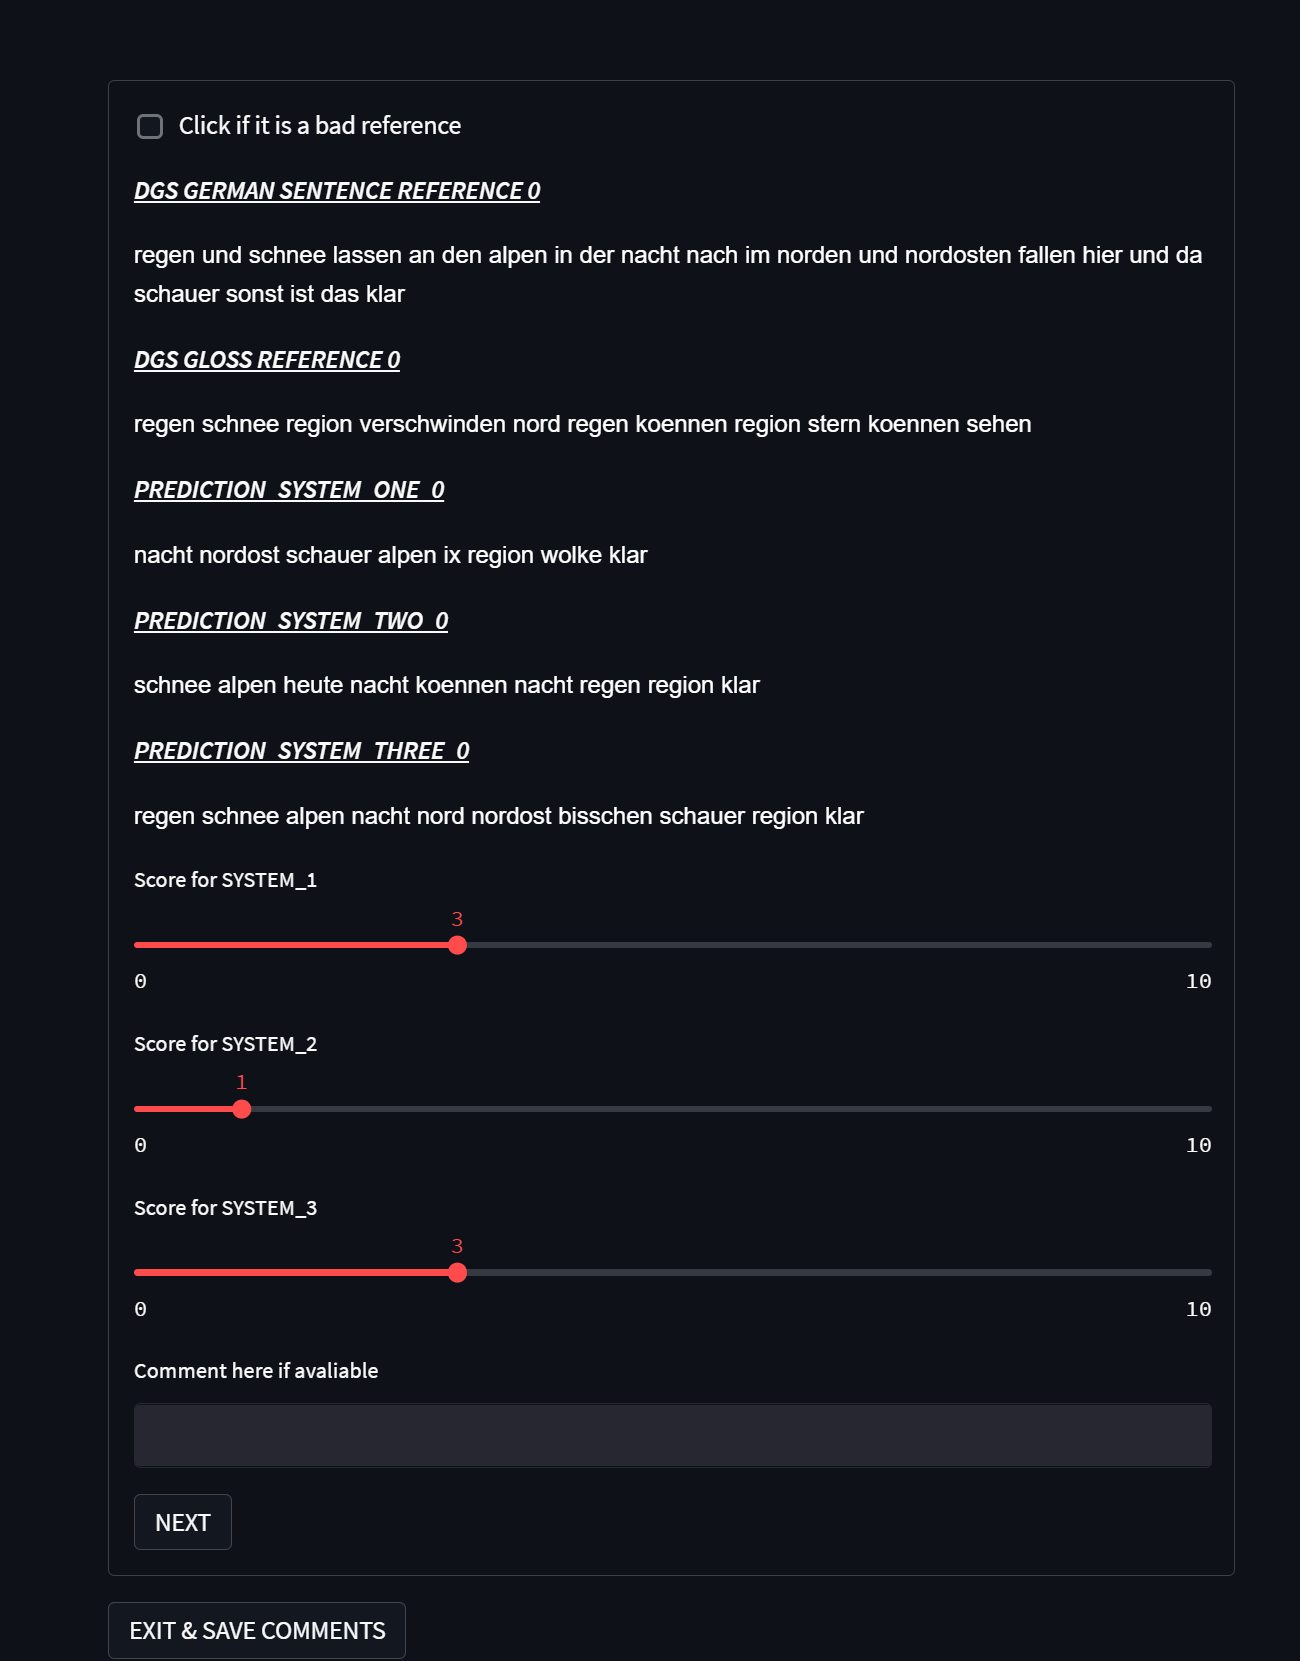 Click if it is a bad reference
DGS GERMAN SENTENCE REFERENCE 0
regen und schnee lassen an den alpen in der nacht nach im norden und nordosten fallen hier und da
schauer sonst ist das klar
DGS GLOSS REFERENCE 0
regen schnee region verschwinden nord regen koennen region stern koennen sehen
PREDICTION_SYSTEM_ONE_0
nacht nordost schauer alpen ix region wolke klar
PREDICTION_SYSTEM_TWO_0
schnee alpen heute nacht koennen nacht regen region klar
PREDICTION_SYSTEM_THREE_0
regen schnee alpen nacht nord nordost bisschen schauer region klar
Score for SYSTEM_1
3
0 10
Score for SYSTEM_2
1
0 10
Score for SYSTEM_3
3
0 10
Comment here if avaliable
NEXT
EXIT & SAVE COMMENTS